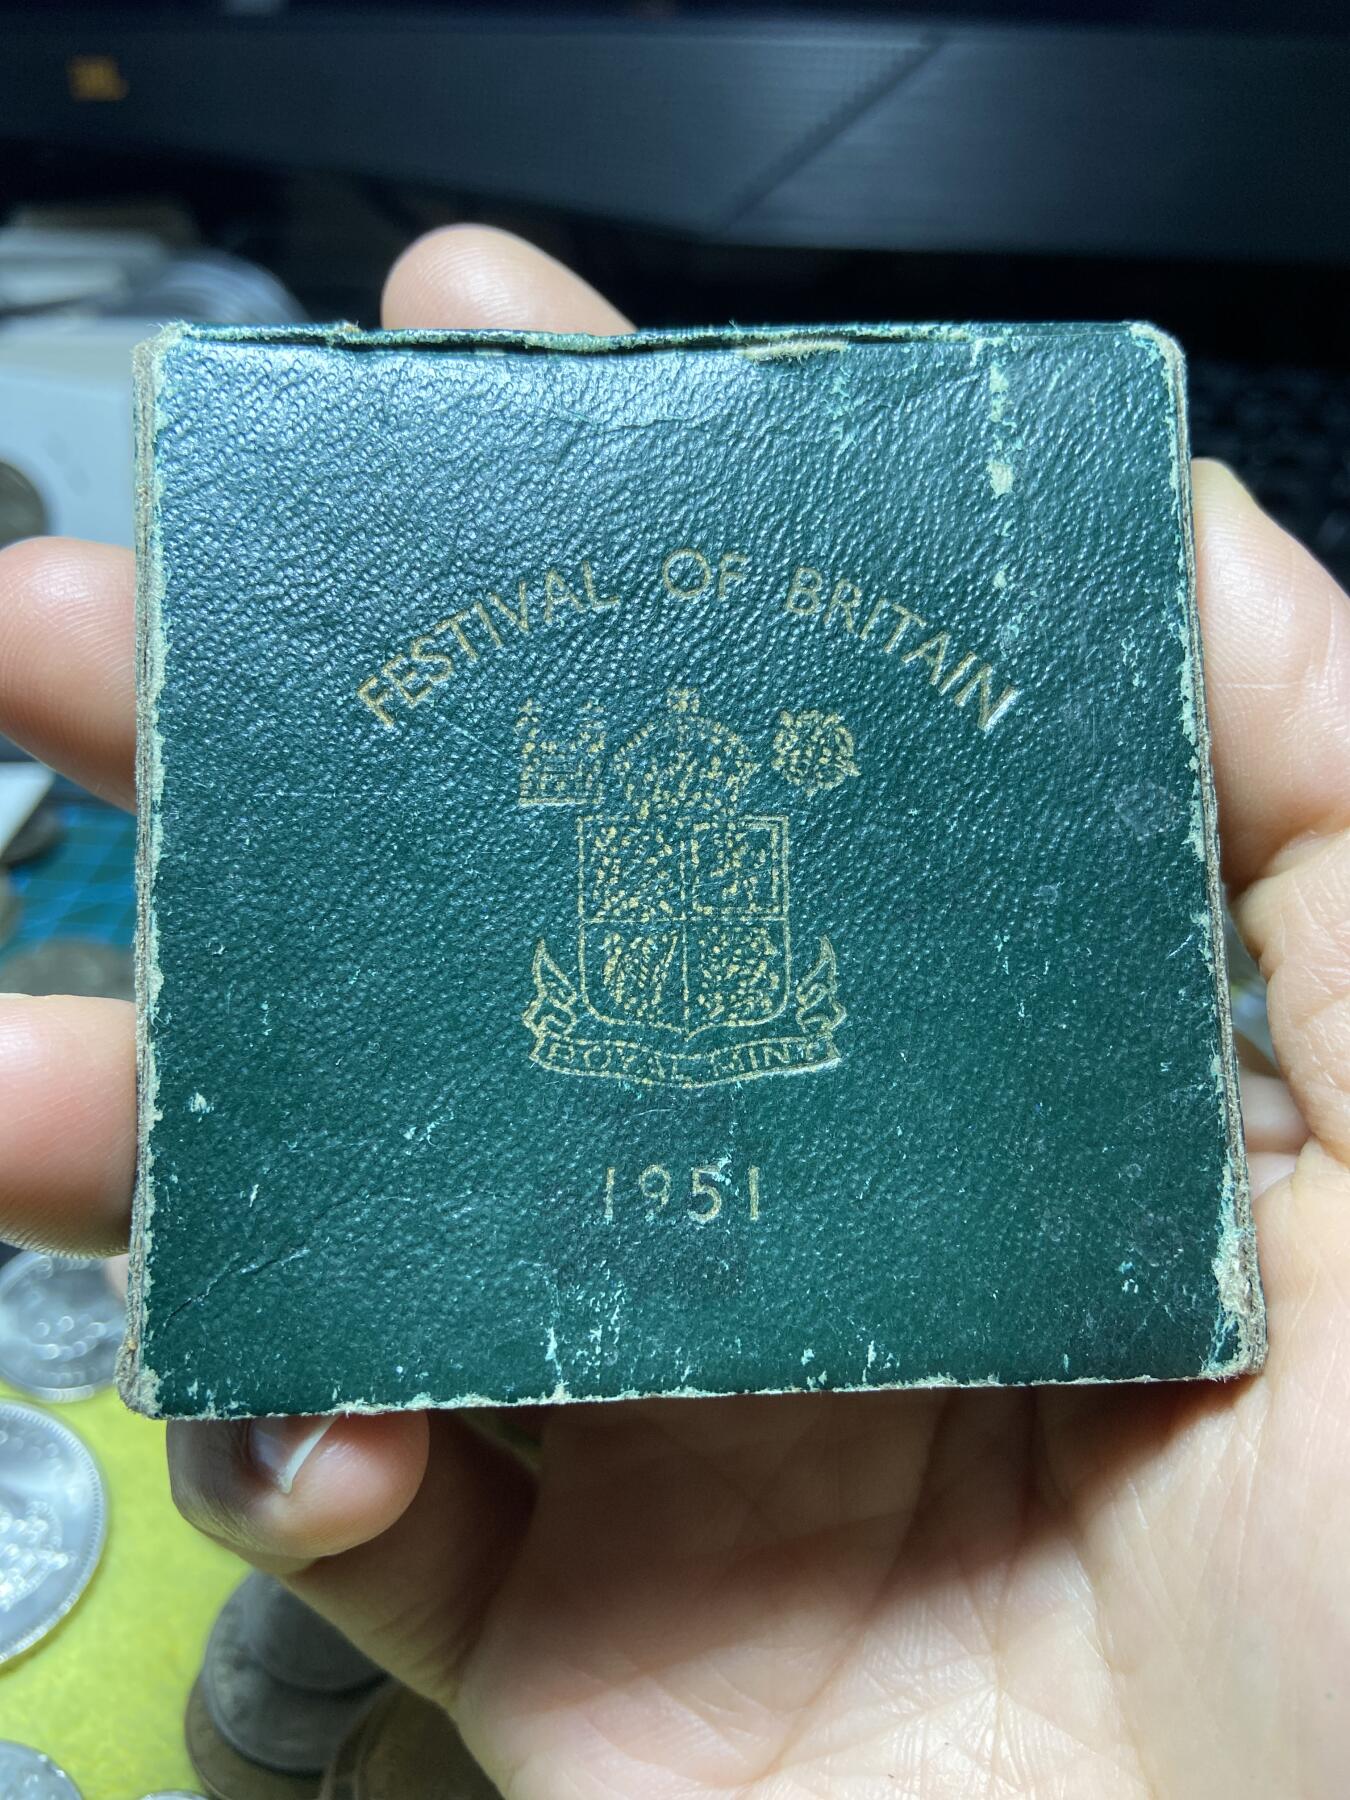 FESTIVAL OF BRITAIN
ROYAL MINT
1951